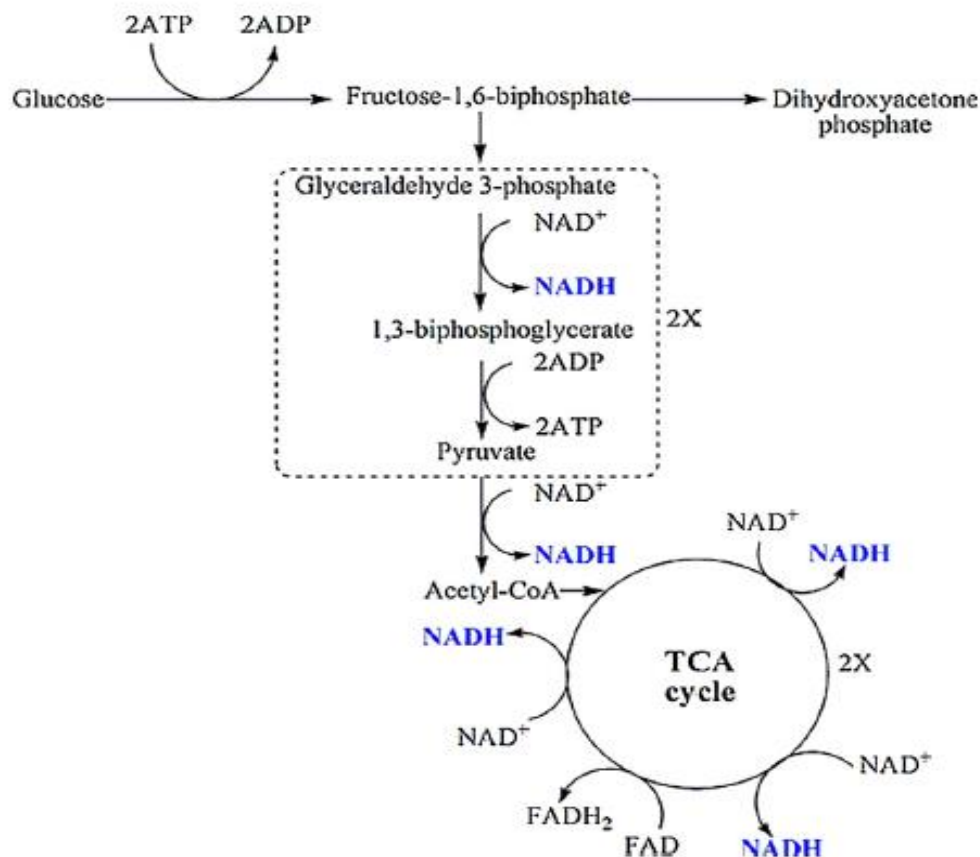 2ATP 2ADP
Glucose Fructose-1,6-biphosphate Dihydroxyacetone
phosphate
Glyceraldehyde 3-phosphate
NAD+
NADH
1,3-biphosphoglycerate 2X
2ADP
2ATP
Pyruvate
NAD+
NADH
Acetyl-CoA
NAD+
NADH
NADH
TCA
cycle
2X
NAD+
NAD+
FADH2
FAD
NADH